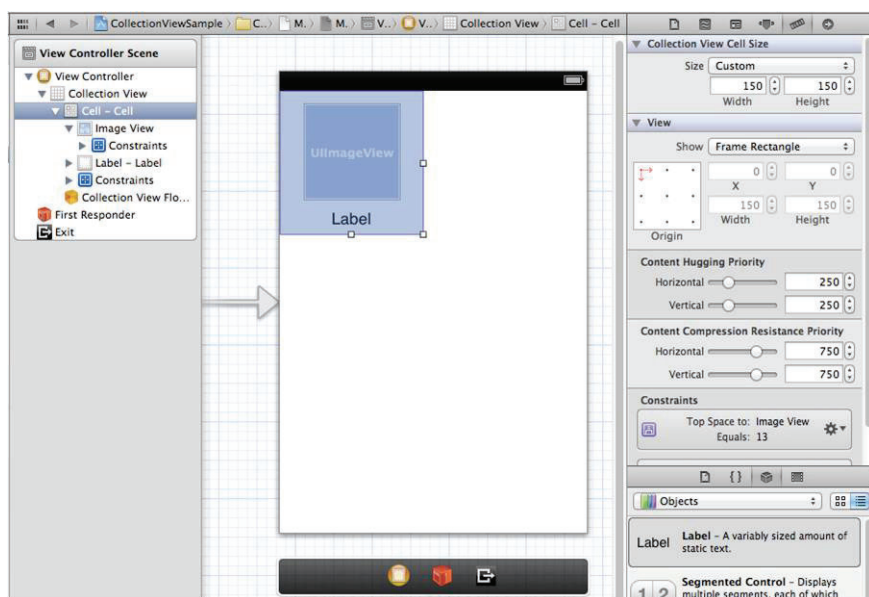 CollectionViewSample
C..
M.
M.
V..
V..
Collection View
Cell - Cell
View Controller Scene
View Controller
Collection View
Cell - Cell
Image View
Constraints
Label - Label
Constraints
Collection View Flo...
First Responder
Exit
UIImageView
Label
Collection View Cell Size
Size Custom
150 150
Width Height
View
Show Frame Rectangle
0 0
X Y
150 150
Width Height
Origin
Content Hugging Priority
Horizontal 250
Vertical 250
Content Compression Resistance Priority
Horizontal 750
Vertical 750
Constraints
Top Space to: Image View
Equals: 13
{ }
Objects
Label
Label - A variably sized amount of
static text.
1 2
Segmented Control - Displays
multiple segments, each of which